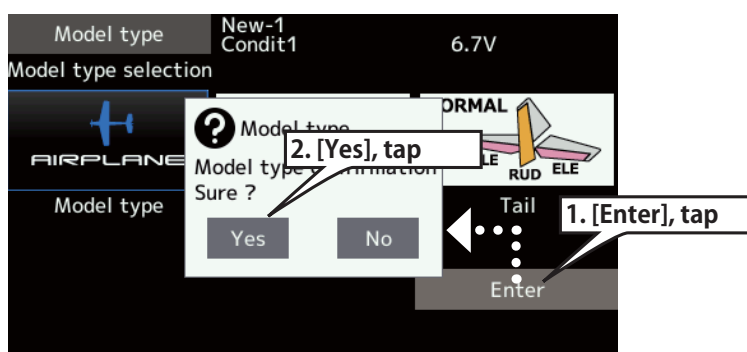 Model type
New-1
Condit1
6.7V
Model type selection
AIRPLANE
Model type
2. [Yes], tap
Model type confirmation
Sure ?
Yes
No
ORMAL
LE
RUD
ELE
Model type
Tail
1. [Enter], tap
Enter